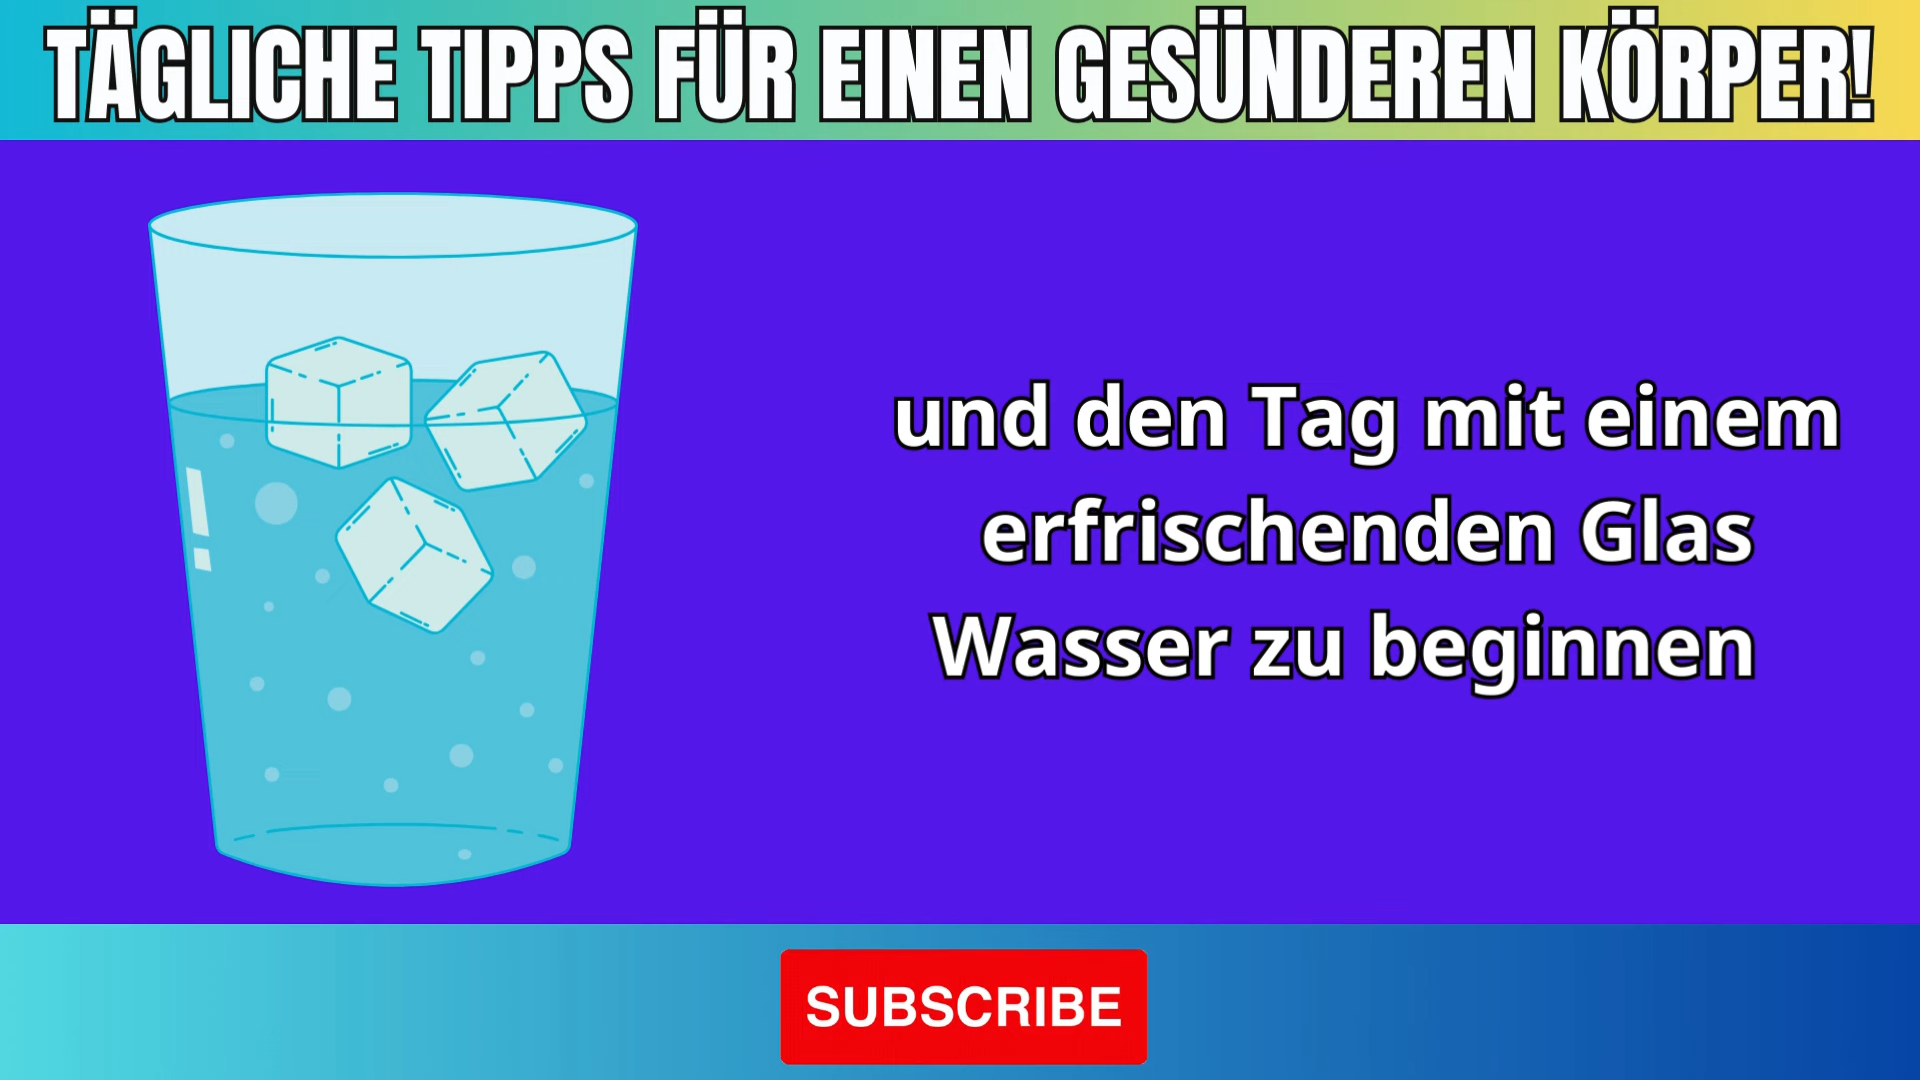 TÄGLICHE TIPPS FÜR EINEN GESÜNDEREN KÖRPER!
und den Tag mit einem
erfrischenden Glas
Wasser zu beginnen
SUBSCRIBE